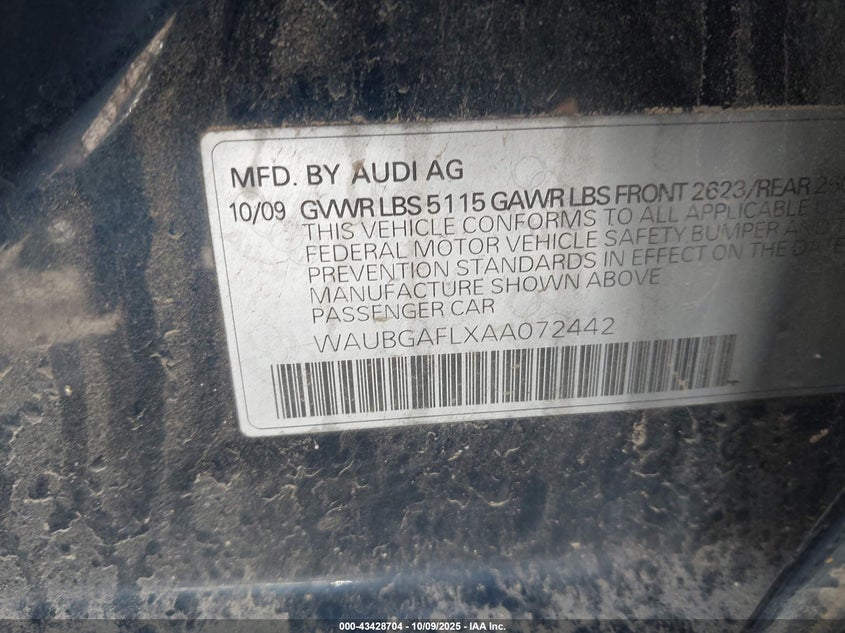 MFD. BY AUDI AG
10/09 GVWR LBS 5115 GAWR LBS FRONT 2623/REAR
THIS VEHICLE CONFORMS TO ALL APPLICABLE
FEDERAL MOTOR VEHICLE SAFETY, BUMPER
PREVENTION STANDARDS IN EFFECT ON THE DATE
MANUFACTURE SHOWN ABOVE
PASSENGER CAR
WAUBGAFLXAA072442
000-43428704 - 10/09/2025 - IAA Inc.